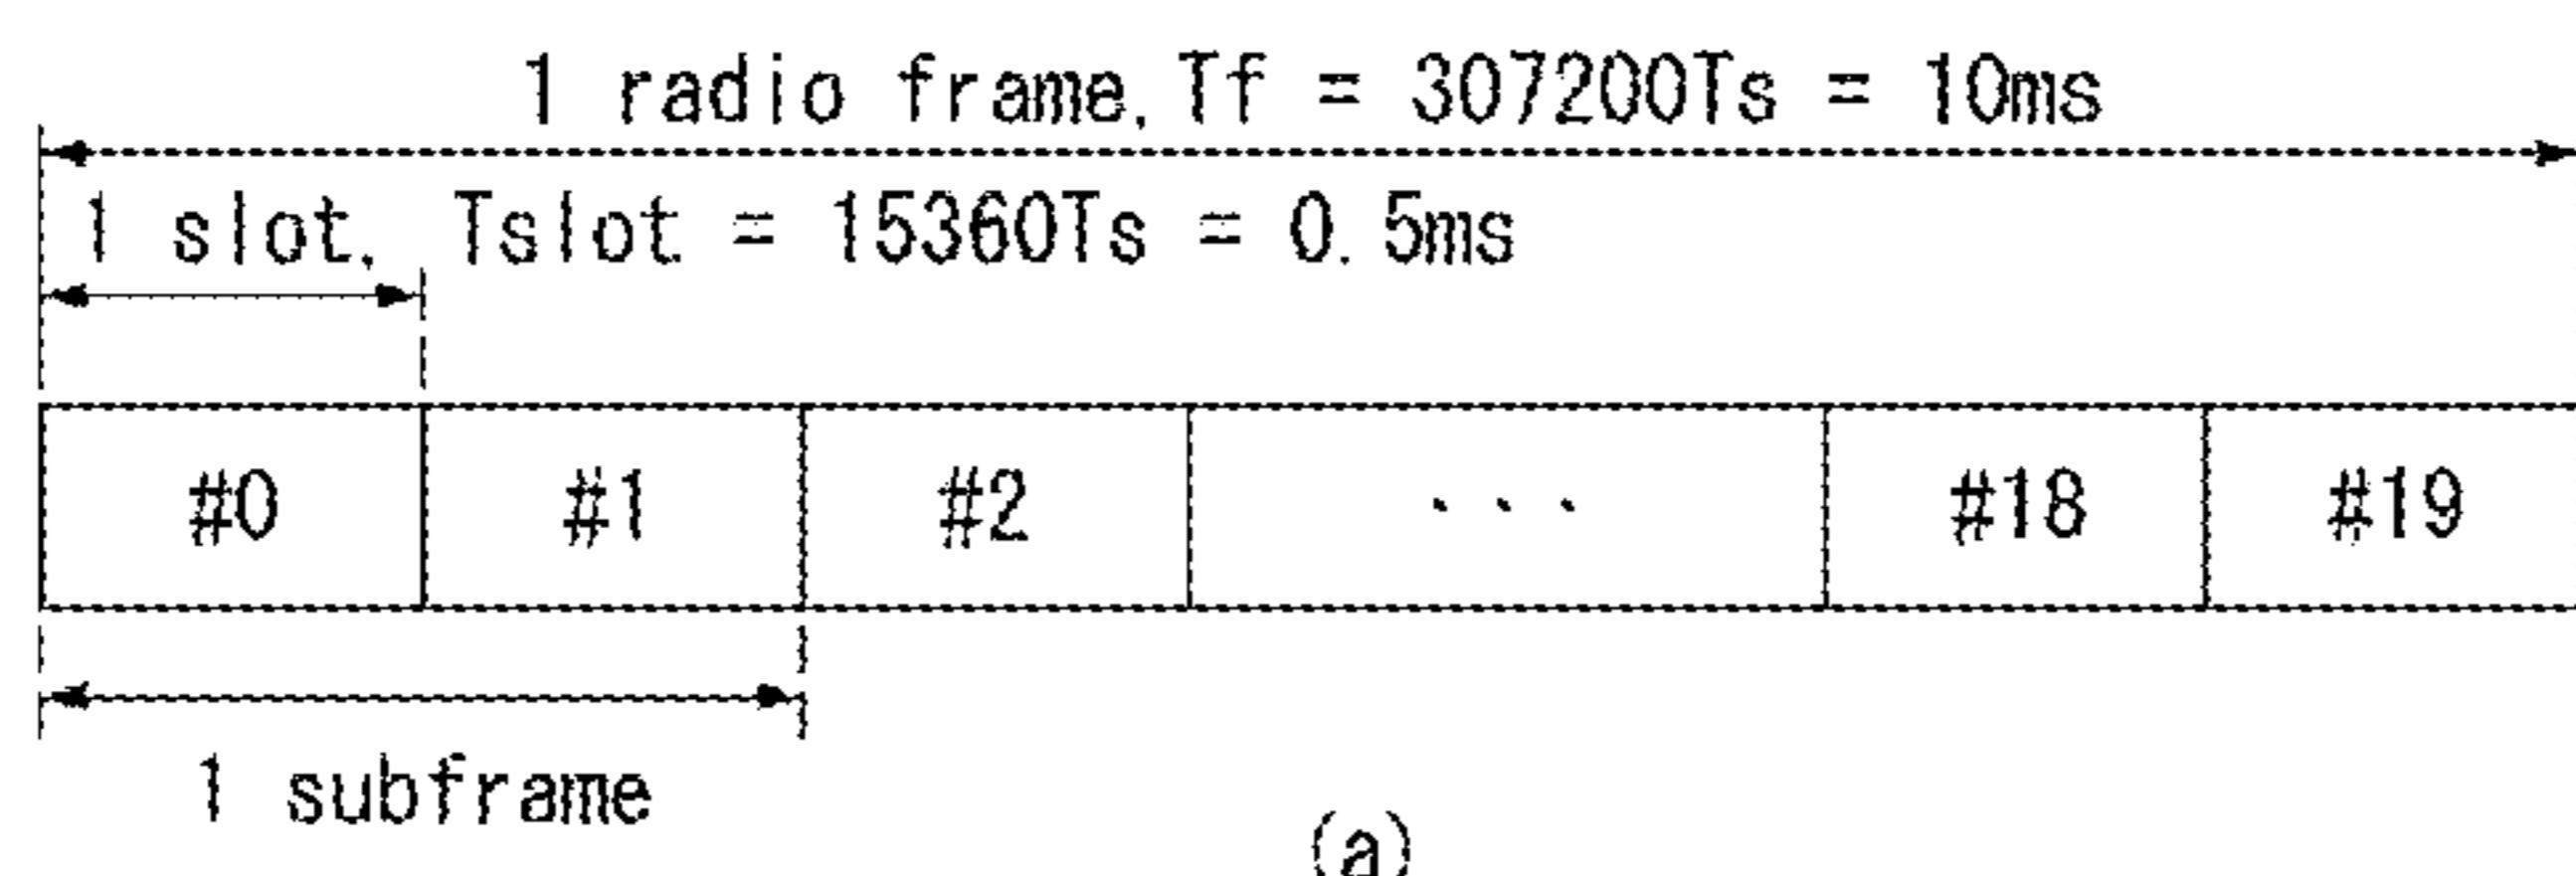 1 radio frame, Tf = 307200Ts = 10ms
1 slot, Tslot = 15360Ts = 0.5ms
#0 #1 #2 ... #18 #19
1 subframe
(a)